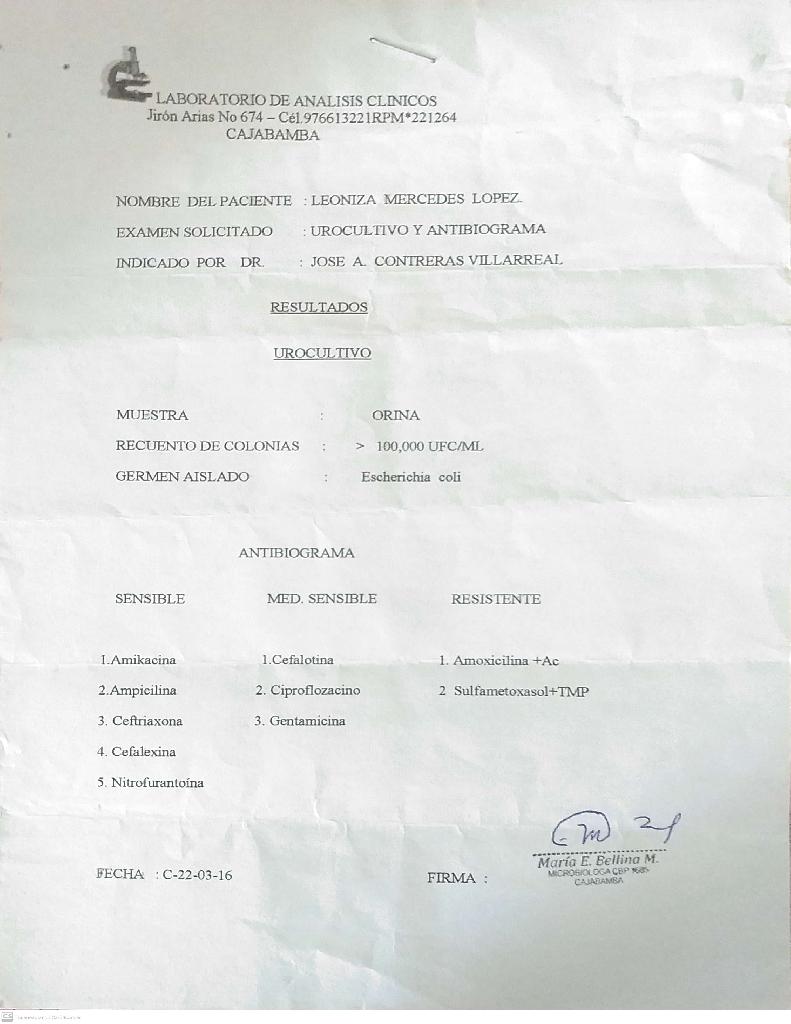 LABORATORIO DE ANALISIS CLINICOS
Jirón Arias No 674 – Cél.976613221RPM*221264
CAJABAMBA
NOMBRE DEL PACIENTE : LEONIZA MERCEDES LOPEZ.
EXAMEN SOLICITADO : UROCULTIVO Y ANTIBIOGRAMA
INDICADO POR DR. : JOSE A. CONTRERAS VILLARREAL
RESULTADOS
UROCULTIVO
MUESTRA : ORINA
RECUENTO DE COLONIAS : > 100,000 UFC/ML
GERMEN AISLADO : Escherichia coli
ANTIBIOGRAMA
SENSIBLE MED. SENSIBLE RESISTENTE
1.Amikacina 1.Cefalotina 1. Amoxicilina +Ac
2.Ampicilina 2. Ciproflozacino 2 Sulfametoxasol+TMP
3. Ceftriaxona 3. Gentamicina
4. Cefalexina
5. Nitrofurantoína
FECHA : C-22-03-16 FIRMA :
María E. Bellina M.
MICROBIOLOGA CBP
CAJABAMBA
CS